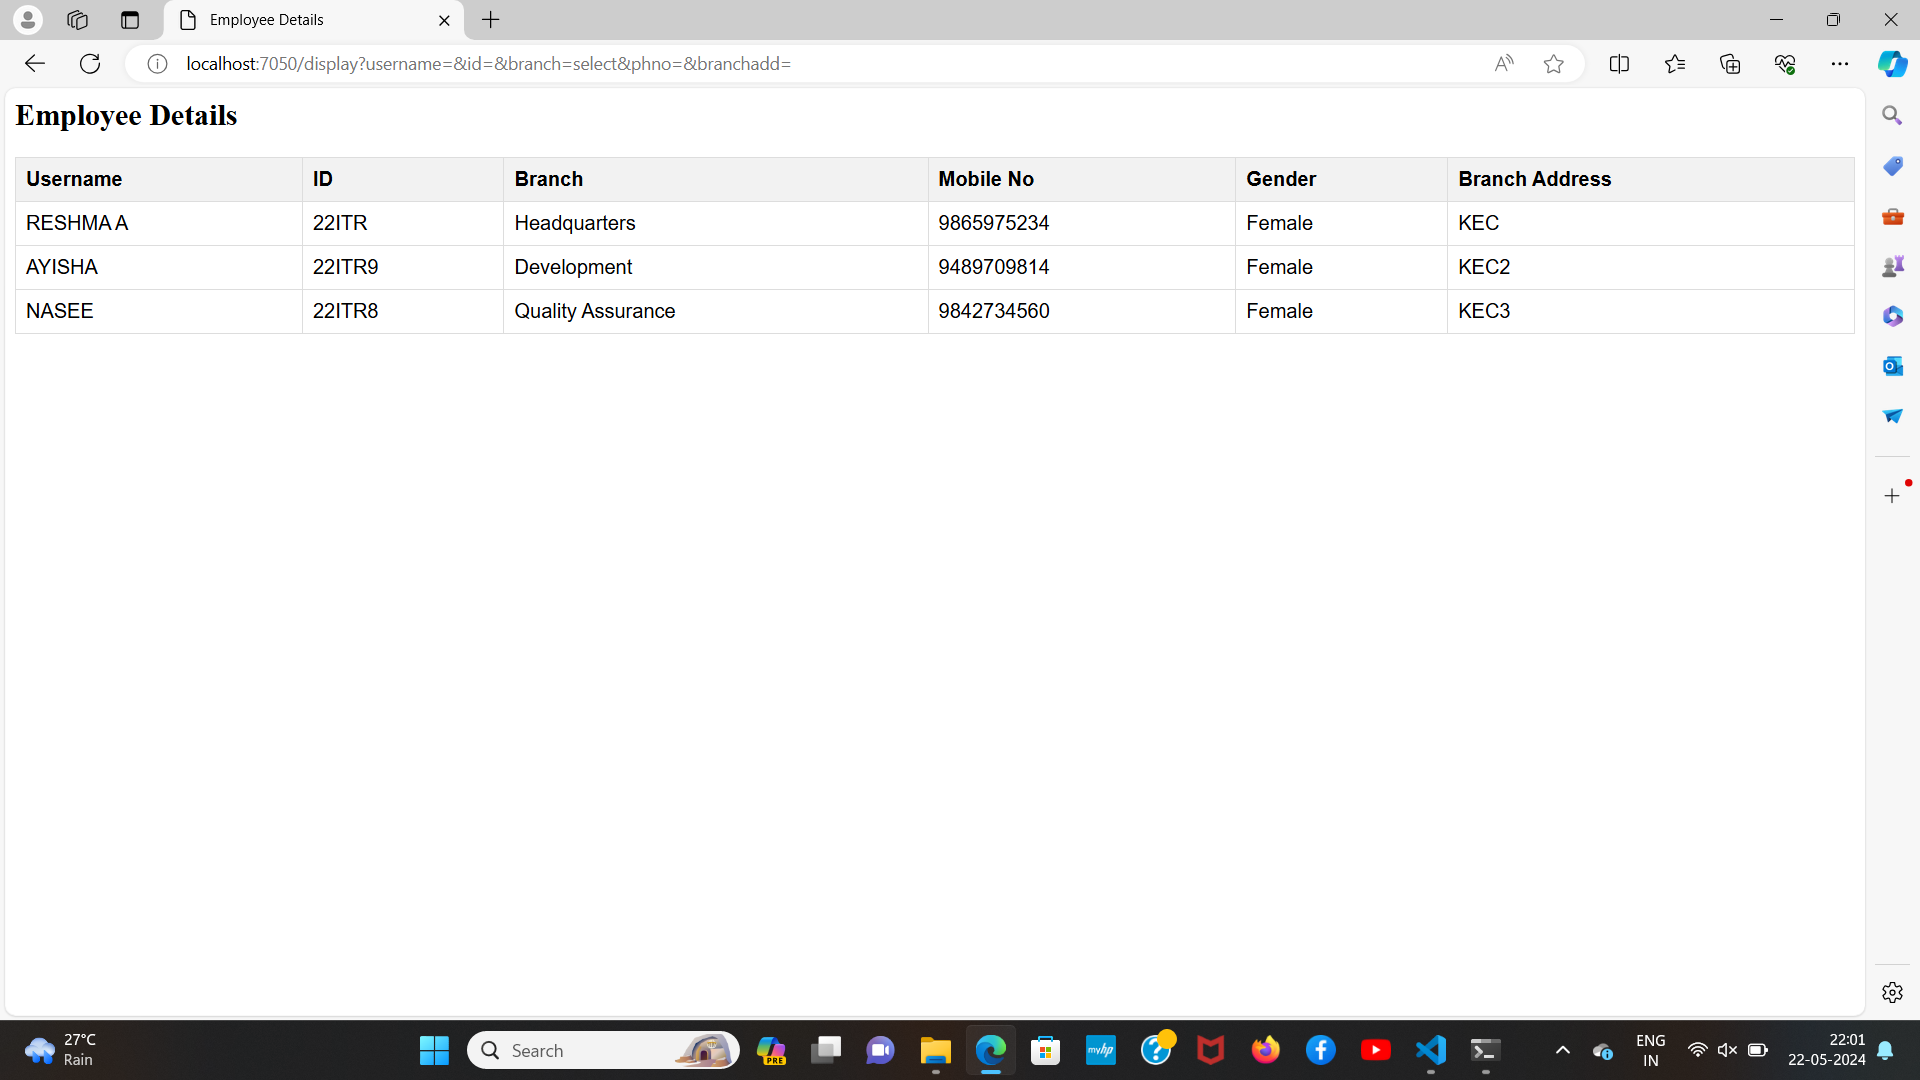 Employee Details
localhost:7050/display?username=&id=&branch=select&phno=&branchadd=
Employee Details
Username ID Branch Mobile No Gender Branch Address
RESHMA A 22ITR Headquarters 9865975234 Female KEC
AYISHA 22ITR9 Development 9489709814 Female KEC2
NASEE 22ITR8 Quality Assurance 9842734560 Female KEC3
27°C
Rain
Search
PRE
myhp
ENG
IN
22:01
22-05-2024